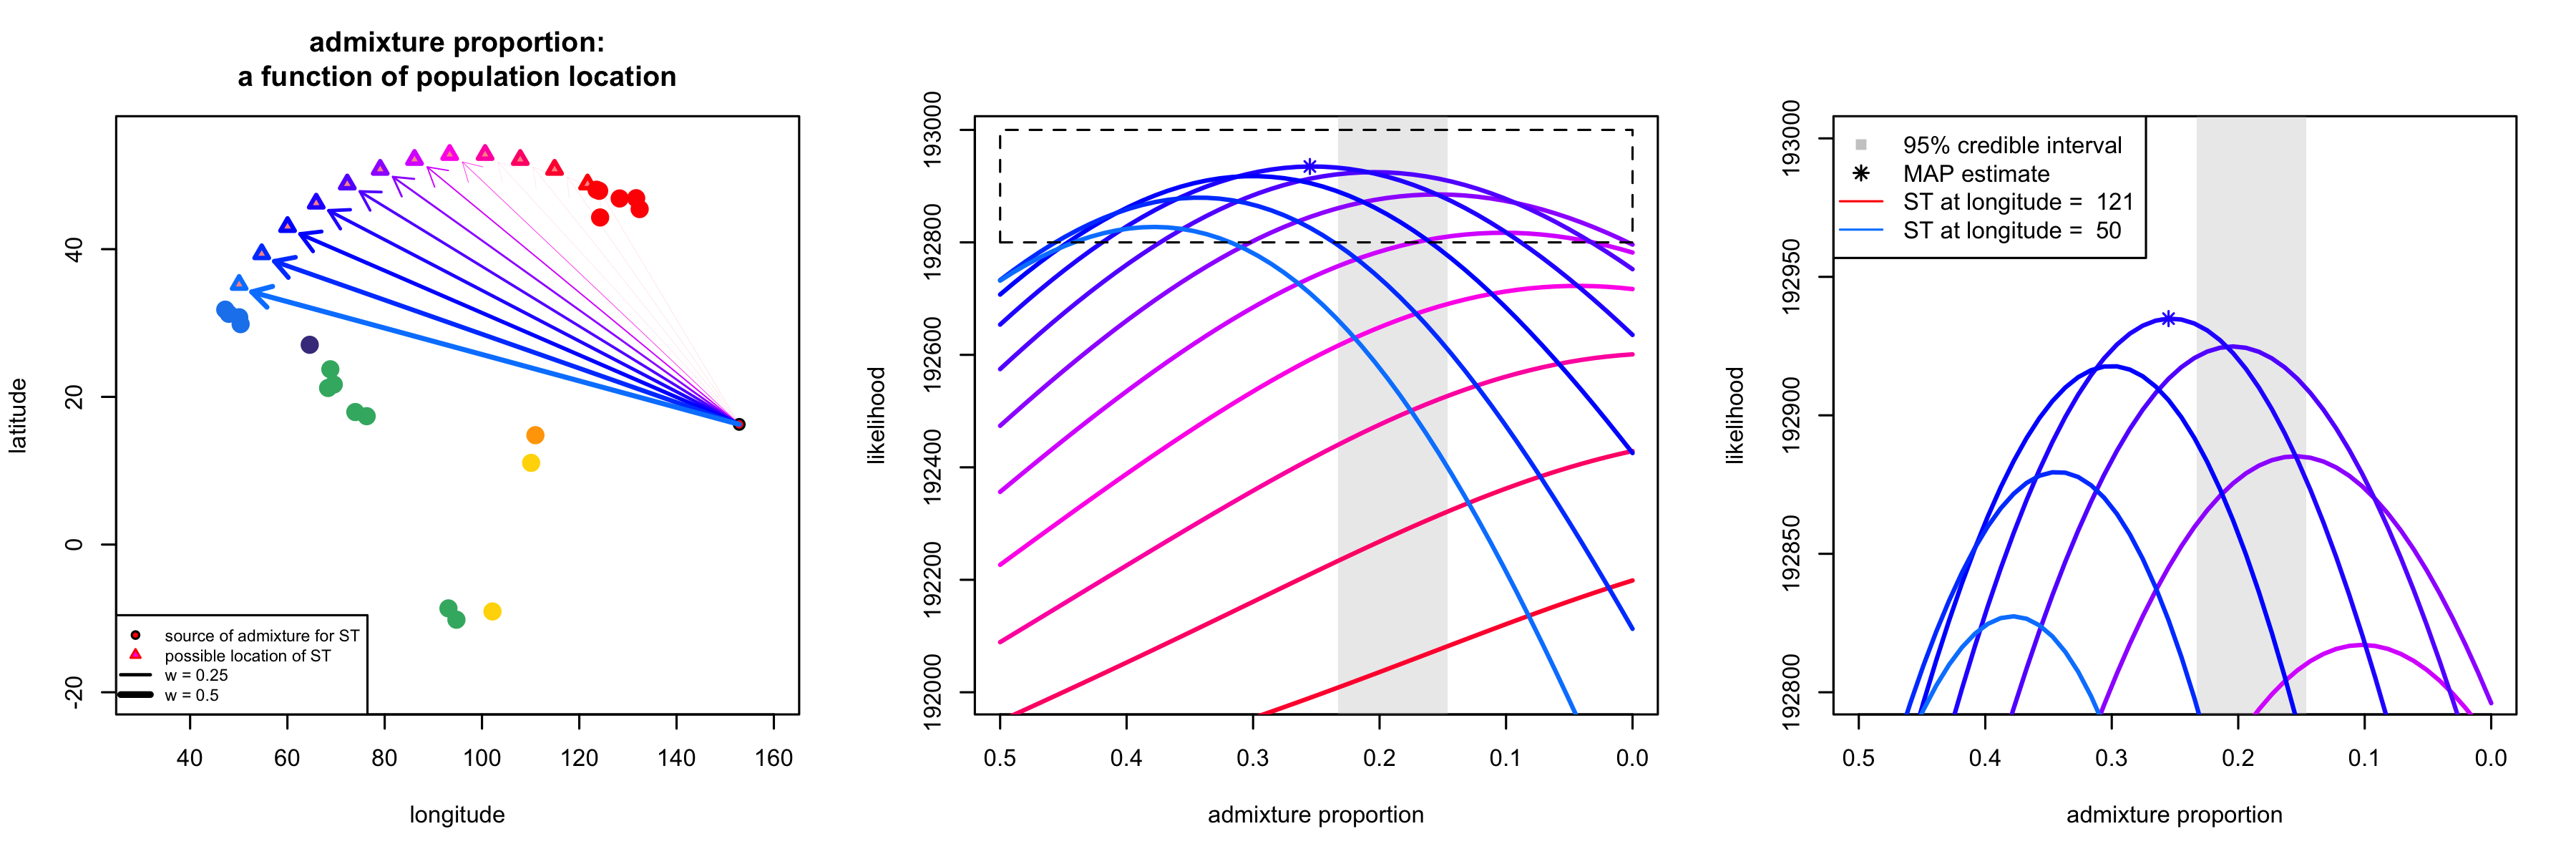 admixture proportion:
a function of population location
latitude
40
20
0
-20
source of admixture for ST
possible location of ST
w = 0.25
w = 0.5
40 60 80 100 120 140 160
longitude
likelihood
193000
192800
192600
192400
192200
192000
0.5 0.4 0.3 0.2 0.1 0.0
admixture proportion
likelihood
193000
192950
192900
192850
192800
95% credible interval
MAP estimate
ST at longitude = 121
ST at longitude = 50
0.5 0.4 0.3 0.2 0.1 0.0
admixture proportion